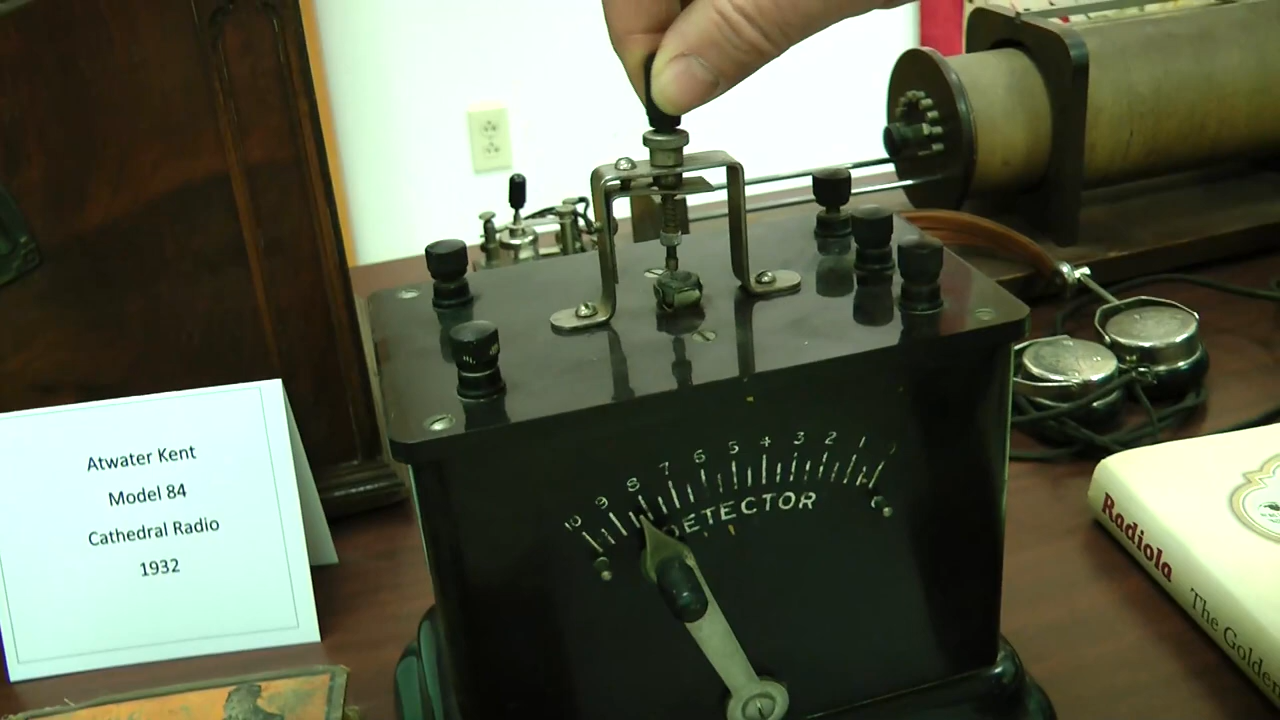 Atwater Kent
Model 84
Cathedral Radio
1932
10 9 8 7 6 5 4 3 2 1
DETECTOR
Radiola
The Golden